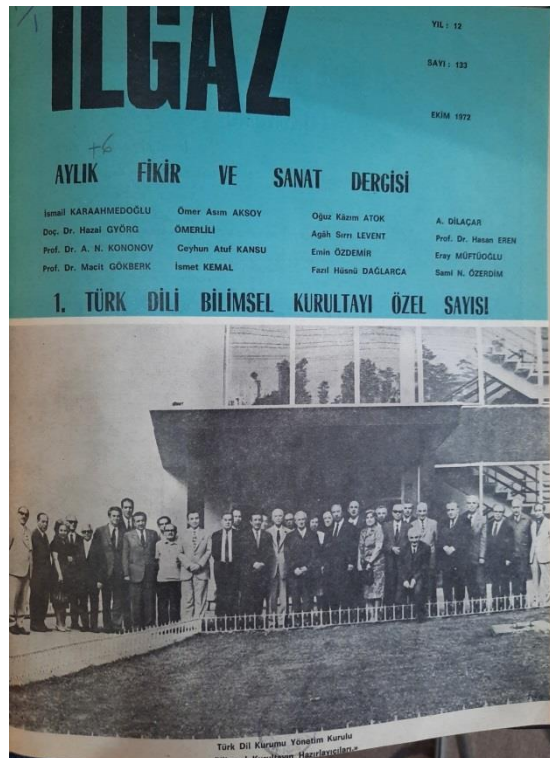 ILGAZ
YIL : 12
SAYI : 133
EKİM 1972
+6
AYLIK FİKİR VE SANAT DERGİSİ
İsmail KARAAHMEDOĞLU Ömer Asım AKSOY Oğuz Kâzım ATOK A. DİLAÇAR
Doç. Dr. Hazai GYÖRG ÖMERLİLİ Agâh Sırrı LEVENT Prof. Dr. Hasan EREN
Prof. Dr. A. N. KONONOV Ceyhun Atuf KANSU Emin ÖZDEMİR Eray MÜFTÜOĞLU
Prof. Dr. Macit GÖKBERK İsmet KEMAL Fazıl Hüsnü DAĞLARCA Sami N. ÖZERDİM
1. TÜRK DİLİ BİLİMSEL KURULTAYI ÖZEL SAYISI
Türk Dil Kurumu Yönetim Kurulu
Kurultayın Hazırlayıcıları.»